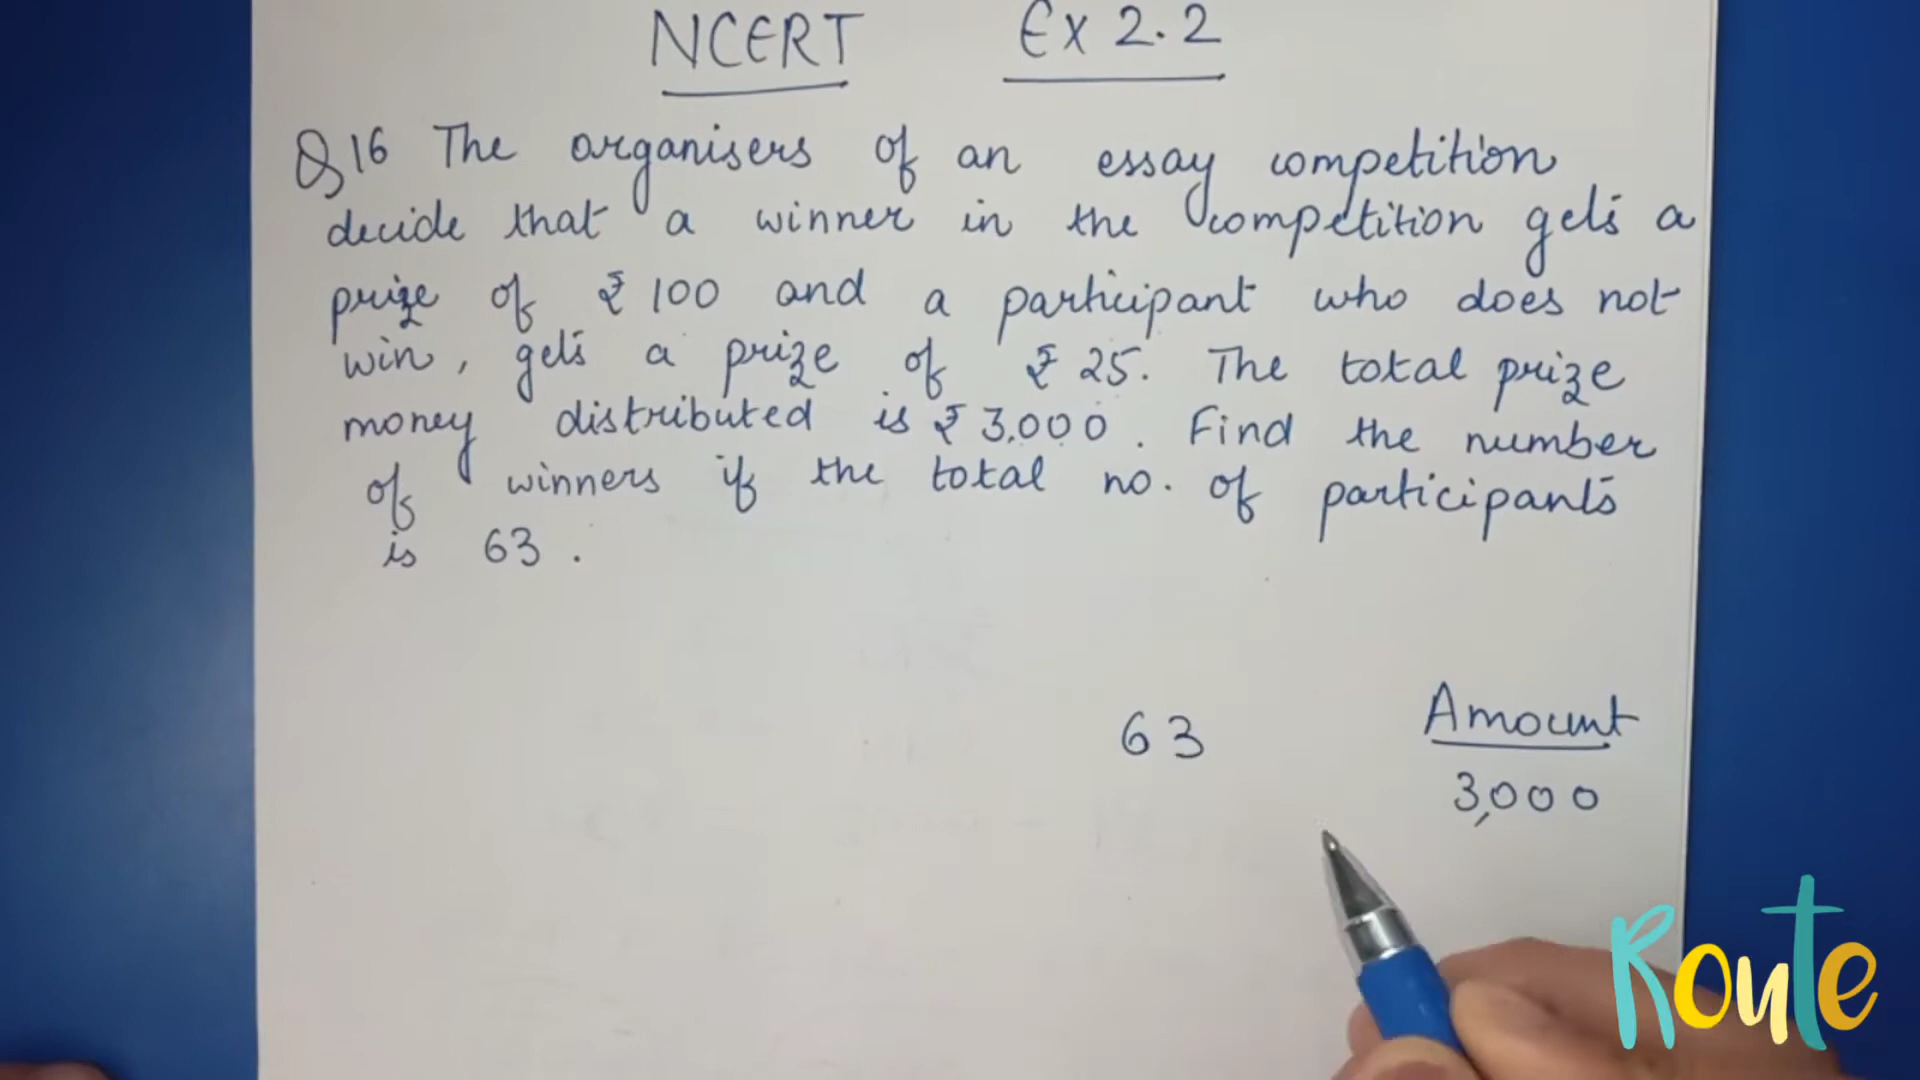 NCERT Ex 2.2
Q16 The organisers of an essay competition
decide that a winner in the competition gets a
prize of ₹ 100 and a participant who does not
win, gets a prize of ₹ 25. The total prize
money distributed is ₹ 3,000. Find the number
of winners if the total no. of participants
is 63.
63 Amount
3,000
Route